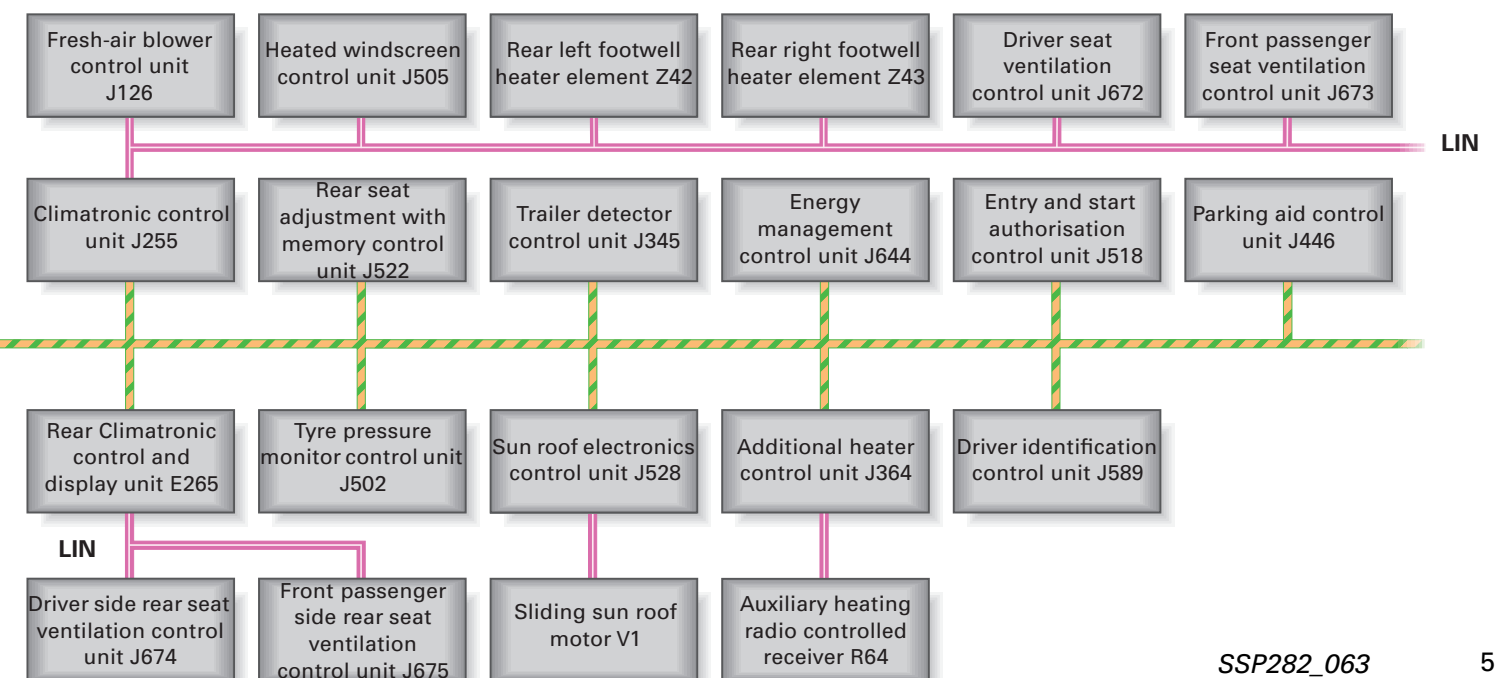 Fresh-air blower
control unit
J126
Heated windscreen
control unit J505
Rear left footwell
heater element Z42
Rear right footwell
heater element Z43
Driver seat
ventilation
control unit J672
Front passenger
seat ventilation
control unit J673
LIN
Climatronic control
unit J255
Rear seat
adjustment with
memory control
unit J522
Trailer detector
control unit J345
Energy
management
control unit J644
Entry and start
authorisation
control unit J518
Parking aid control
unit J446
Rear Climatronic
control and
display unit E265
Tyre pressure
monitor control unit
J502
Sun roof electronics
control unit J528
Additional heater
control unit J364
Driver identification
control unit J589
LIN
Driver side rear seat
ventilation control
unit J674
Front passenger
side rear seat
ventilation
control unit J675
Sliding sun roof
motor V1
Auxiliary heating
radio controlled
receiver R64
SSP282_063
5